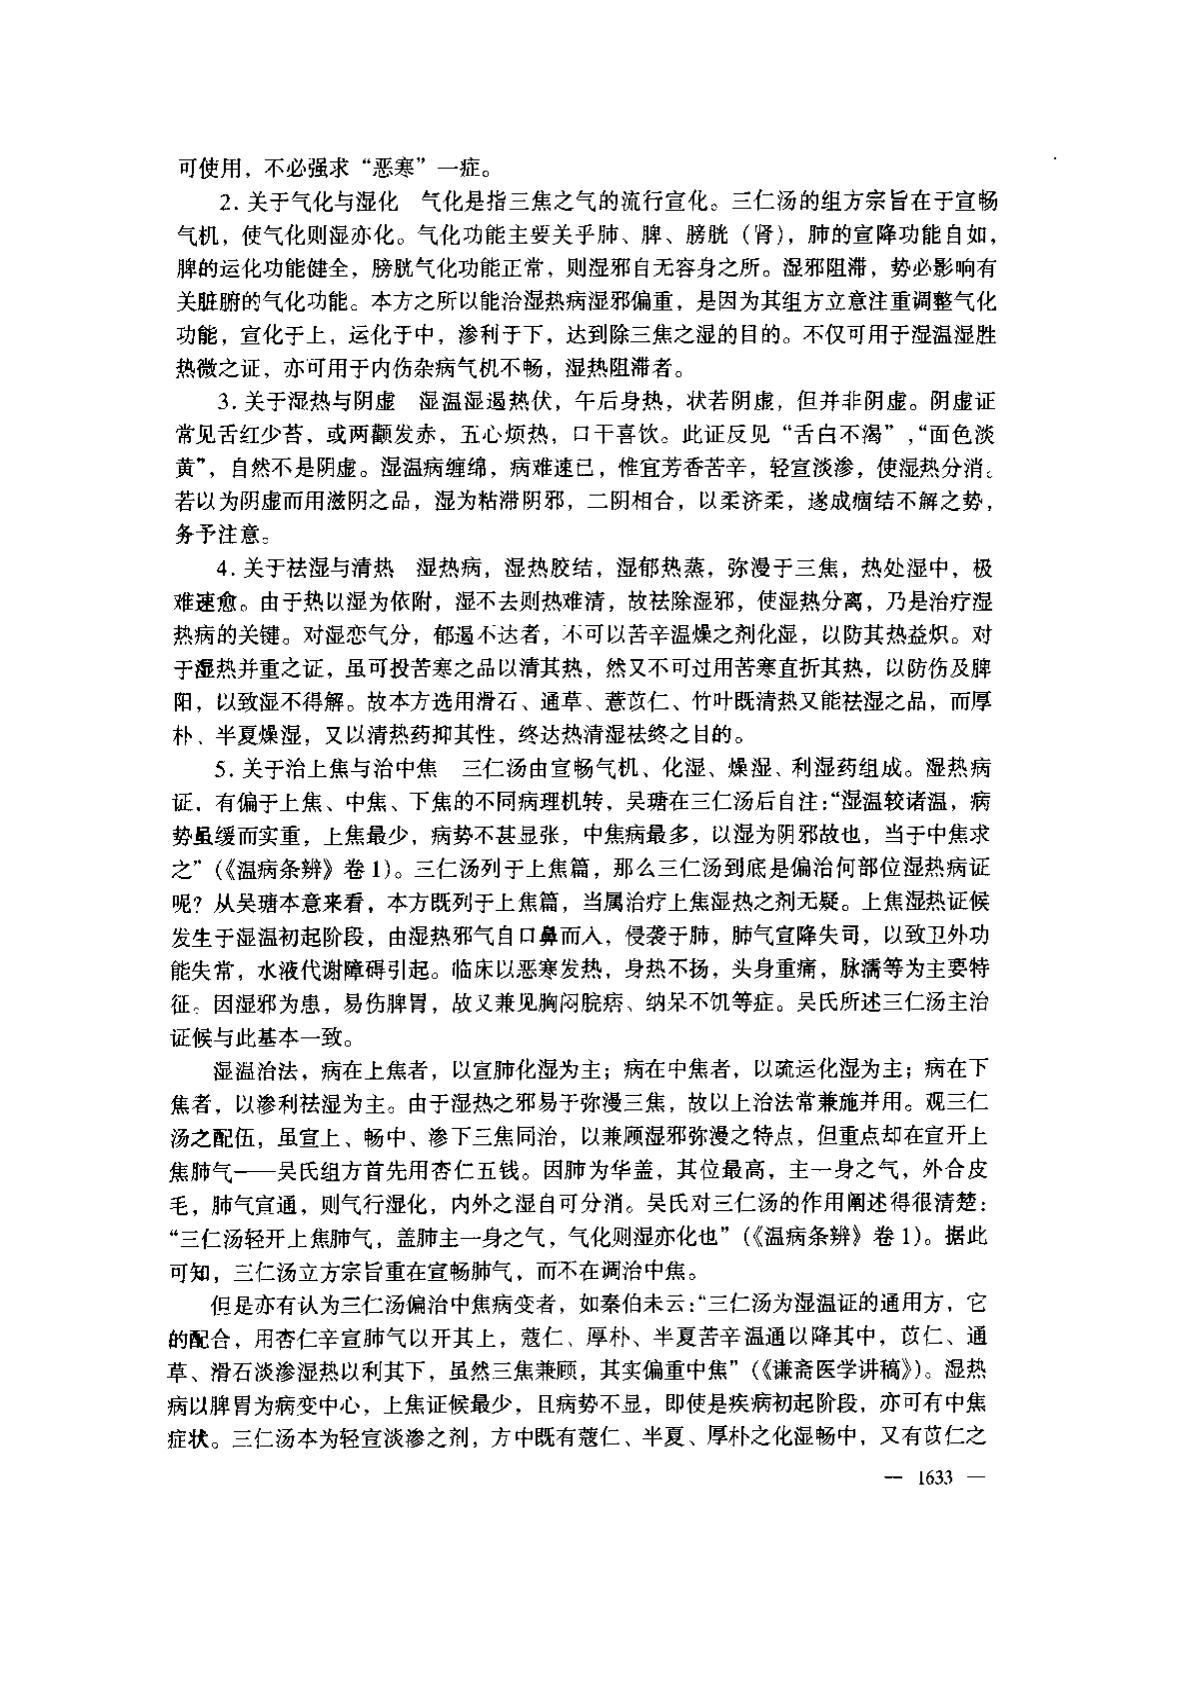 可使用，不必强求“恶寒”一症。
2. 关于气化与湿化　气化是指三焦之气的流行宣化。三仁汤的组方宗旨在于宣畅
气机，使气化则湿亦化。气化功能主要关乎肺、脾、膀胱（肾），肺的宣降功能自如，
脾的运化功能健全，膀胱气化功能正常，则湿邪自无容身之所。湿邪阻滞，势必影响有
关脏腑的气化功能。本方之所以能治湿热病湿邪偏重，是因为其组方立意注重调整气化
功能，宣化于上，运化于中，渗利于下，达到除三焦之湿的目的。不仅可用于湿温湿胜
热微之证，亦可用于内伤杂病气机不畅，湿热阻滞者。
3. 关于湿热与阴虚　湿温湿遏热伏，午后身热，状若阴虚，但并非阴虚。阴虚证
常见舌红少苔，或两颧发赤，五心烦热，口干喜饮。此证反见“舌白不渴”，“面色淡
黄”，自然不是阴虚。湿温病缠绵，病难速已，惟宜芳香苦辛，轻宣淡渗，使湿热分消。
若以为阴虚而用滋阴之品，湿为粘滞阴邪，二阴相合，以柔济柔，遂成痼结不解之势，
务予注意。
4. 关于祛湿与清热　湿热病，湿热胶结，湿郁热蒸，弥漫于三焦，热处湿中，极
难速愈。由于热以湿为依附，湿不去则热难清，故祛除湿邪，使湿热分离，乃是治疗湿
热病的关键。对湿恋气分，郁遏不达者，不可以苦辛温燥之剂化湿，以防其热益炽。对
于湿热并重之证，虽可投苦寒之品以清其热，然又不可过用苦寒直折其热，以防伤及脾
阳，以致湿不得解。故本方选用滑石、通草、薏苡仁、竹叶既清热又能祛湿之品，而厚
朴、半夏燥湿，又以清热药抑其性，终达热清湿祛终之目的。
5. 关于治上焦与治中焦　三仁汤由宣畅气机、化湿、燥湿、利湿药组成。湿热病
证，有偏于上焦、中焦、下焦的不同病理机转，吴瑭在三仁汤后自注：“湿温较诸温，病
势虽缓而实重，上焦最少，病势不甚显张，中焦病最多，以湿为阴邪故也，当于中焦求
之”（《温病条辨》卷 1）。三仁汤列于上焦篇，那么三仁汤到底是偏治何部位湿热病证
呢？从吴瑭本意来看，本方既列于上焦篇，当属治疗上焦湿热之剂无疑。上焦湿热证候
发生于湿温初起阶段，由湿热邪气自口鼻而入，侵袭于肺，肺气宣降失司，以致卫外功
能失常，水液代谢障碍引起。临床以恶寒发热，身热不扬，头身重痛，脉濡等为主要特
征。因湿邪为患，易伤脾胃，故又兼见胸闷脘痞、纳呆不饥等症。吴氏所述三仁汤主治
证候与此基本一致。
湿温治法，病在上焦者，以宣肺化湿为主；病在中焦者，以疏运化湿为主；病在下
焦者，以渗利祛湿为主。由于湿热之邪易于弥漫三焦，故以上治法常兼施并用。观三仁
汤之配伍，虽宣上、畅中、渗下三焦同治，以兼顾湿邪弥漫之特点，但重点却在宣开上
焦肺气——吴氏组方首先用杏仁五钱。因肺为华盖，其位最高，主一身之气，外合皮
毛，肺气宣通，则气行湿化，内外之湿自可分消。吴氏对三仁汤的作用阐述得很清楚：
“三仁汤轻开上焦肺气，盖肺主一身之气，气化则湿亦化也”（《温病条辨》卷 1）。据此
可知，三仁汤立方宗旨重在宣畅肺气，而不在调治中焦。
但是亦有认为三仁汤偏治中焦病变者，如秦伯未云：“三仁汤为湿温证的通用方，它
的配合，用杏仁辛宣肺气以开其上，蔻仁、厚朴、半夏苦辛温通以降其中，苡仁、通
草、滑石淡渗湿热以利其下，虽然三焦兼顾，其实偏重中焦”（《谦斋医学讲稿》）。湿热
病以脾胃为病变中心，上焦证候最少，且病势不显，即使是疾病初起阶段，亦可有中焦
症状。三仁汤本为轻宣淡渗之剂，方中既有蔻仁、半夏、厚朴之化湿畅中，又有苡仁之
— 1633 —